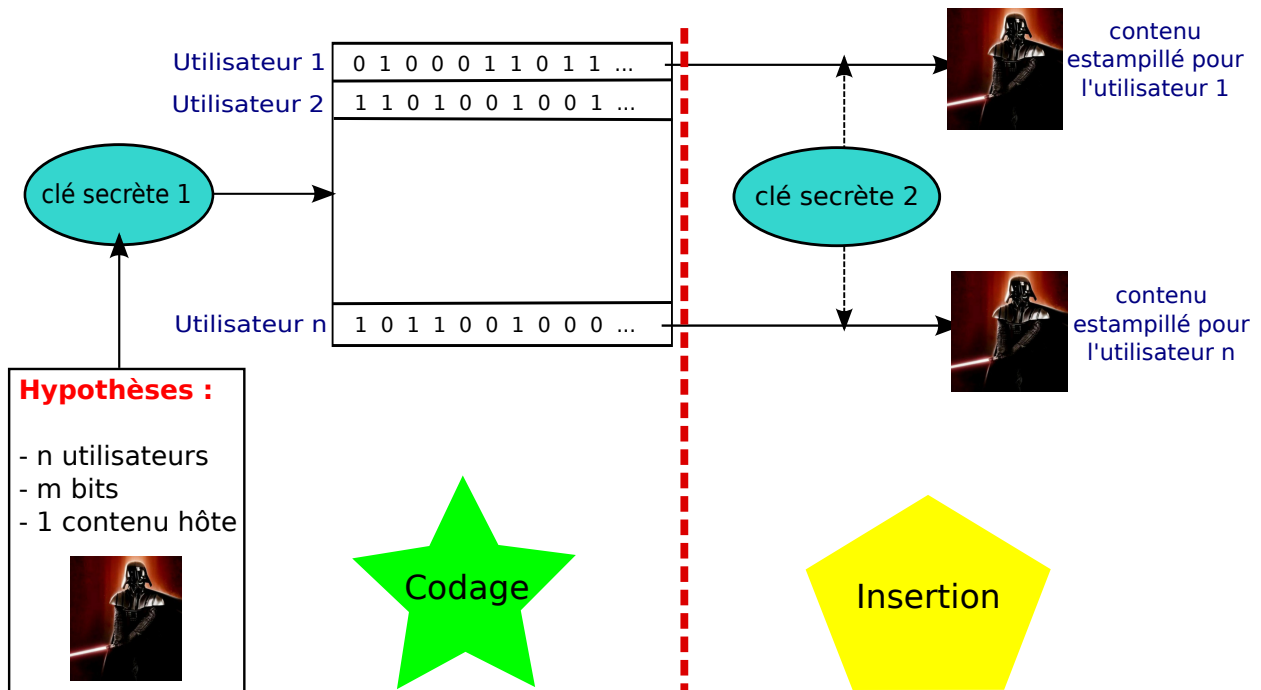 Utilisateur 1
0 1 0 0 0 1 1 0 1 1 ...
contenu
estampillé pour
l'utilisateur 1
Utilisateur 2
1 1 0 1 0 0 1 0 0 1 ...
clé secrète 1
clé secrète 2
Utilisateur n
1 0 1 1 0 0 1 0 0 0 ...
contenu
estampillé pour
l'utilisateur n
Hypothèses :
- n utilisateurs
- m bits
- 1 contenu hôte
Codage
Insertion